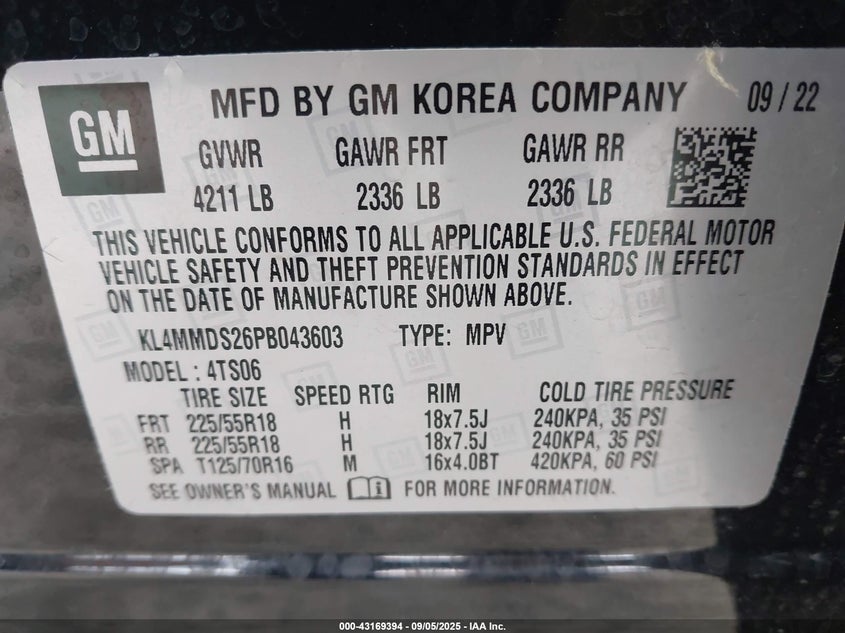 GM
MFD BY GM KOREA COMPANY 09 / 22
GVWR GAWR FRT GAWR RR
4211 LB 2336 LB 2336 LB
THIS VEHICLE CONFORMS TO ALL APPLICABLE U.S. FEDERAL MOTOR
VEHICLE SAFETY AND THEFT PREVENTION STANDARDS IN EFFECT
ON THE DATE OF MANUFACTURE SHOWN ABOVE.
KL4MMDS26PB043603 TYPE: MPV
MODEL : 4TS06
TIRE SIZE SPEED RTG RIM COLD TIRE PRESSURE
FRT 225/55R18 H 18x7.5J 240KPA, 35 PSI
RR 225/55R18 H 18x7.5J 240KPA, 35 PSI
SPA T125/70R16 M 16x4.0BT 420KPA, 60 PSI
SEE OWNER'S MANUAL FOR MORE INFORMATION.
000-43169394 - 09/05/2025 - IAA Inc.